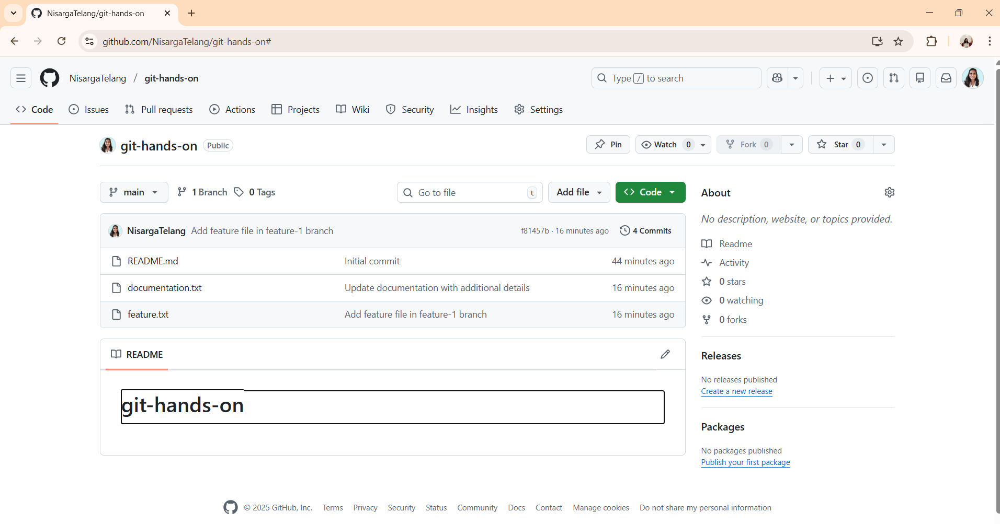 NisargaTelang/git-hands-on
github.com/NisargaTelang/git-hands-on#
NisargaTelang / git-hands-on
Type / to search
Code Issues Pull requests Actions Projects Wiki Security Insights Settings
git-hands-on Public
Pin Watch 0 Fork 0 Star 0
main 1 Branch 0 Tags Go to file t Add file Code
NisargaTelang Add feature file in feature-1 branch f81457b · 16 minutes ago 4 Commits
README.md Initial commit 44 minutes ago
documentation.txt Update documentation with additional details 16 minutes ago
feature.txt Add feature file in feature-1 branch 16 minutes ago
README
git-hands-on
About
No description, website, or topics provided.
Readme
Activity
0 stars
0 watching
0 forks
Releases
No releases published
Create a new release
Packages
No packages published
Publish your first package
© 2025 GitHub, Inc. Terms Privacy Security Status Community Docs Contact Manage cookies Do not share my personal information